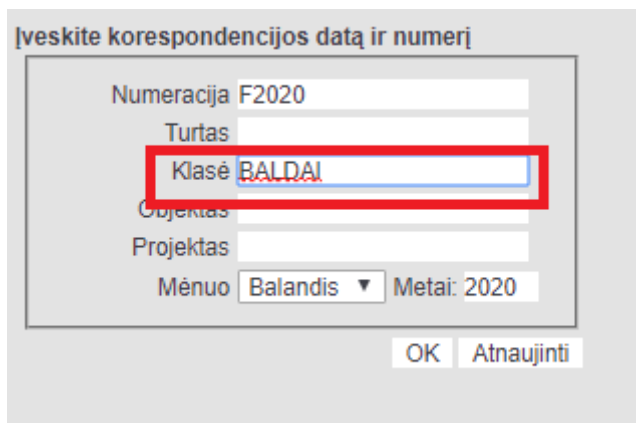 Įveskite korespondencijos datą ir numerį
Numeracija F2020
Turtas
Klasė BALDAI
Objektas
Projektas
Mėnuo Balandis ▼ Metai: 2020
OK Atnaujinti